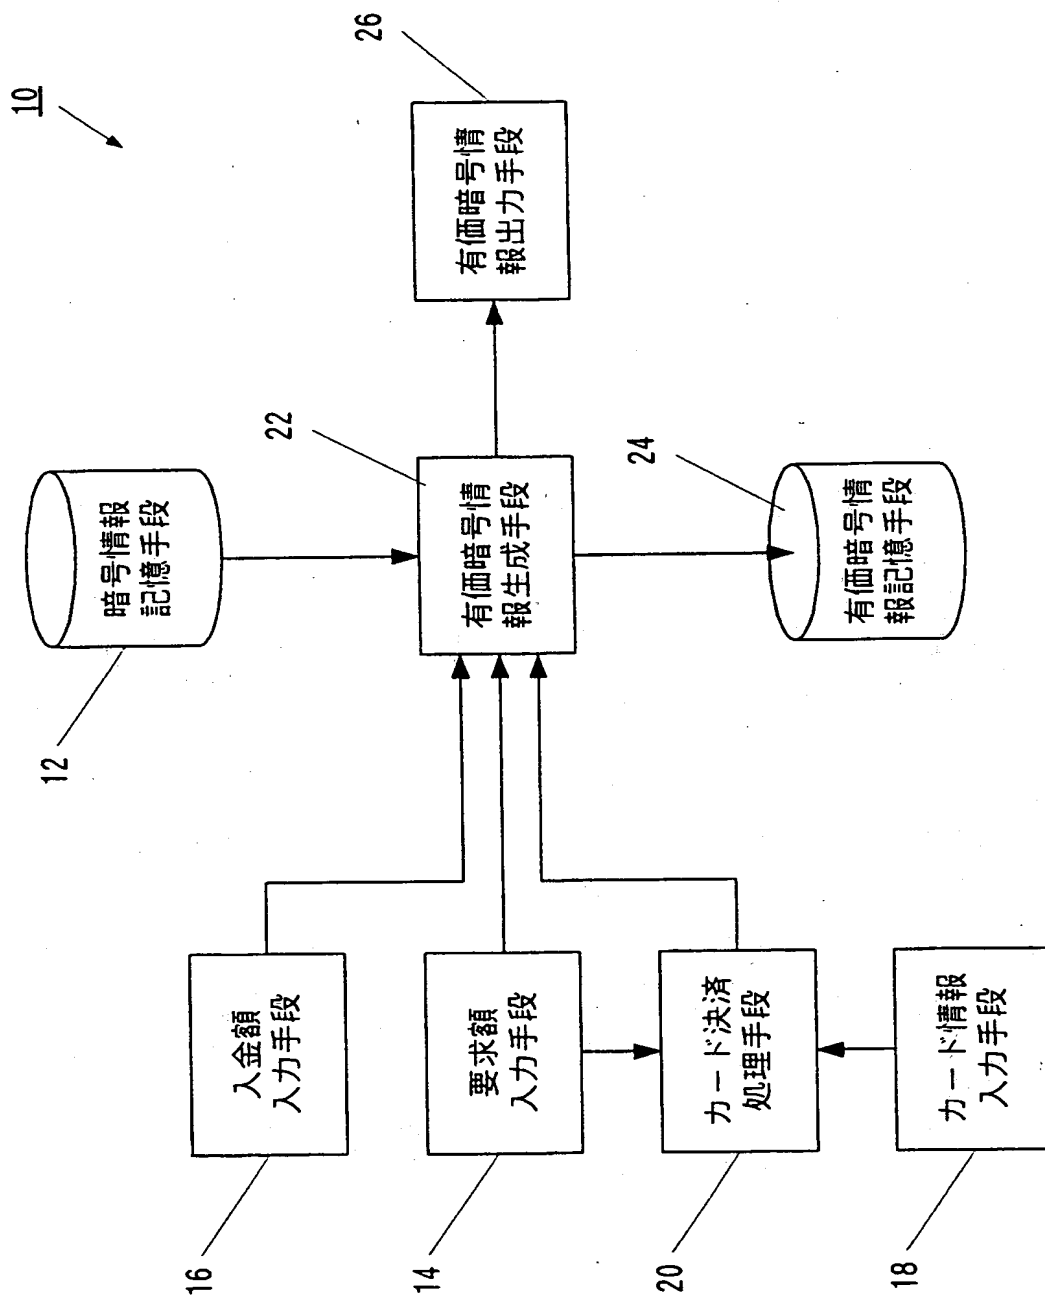 10
入金額
入力手段
16
要求額
入力手段
14
カード決済
処理手段
20
カード情報
入力手段
18
暗号情報
記憶手段
12
有価暗号情
報生成手段
22
有価暗号情
報記憶手段
24
有価暗号情
報出力手段
26